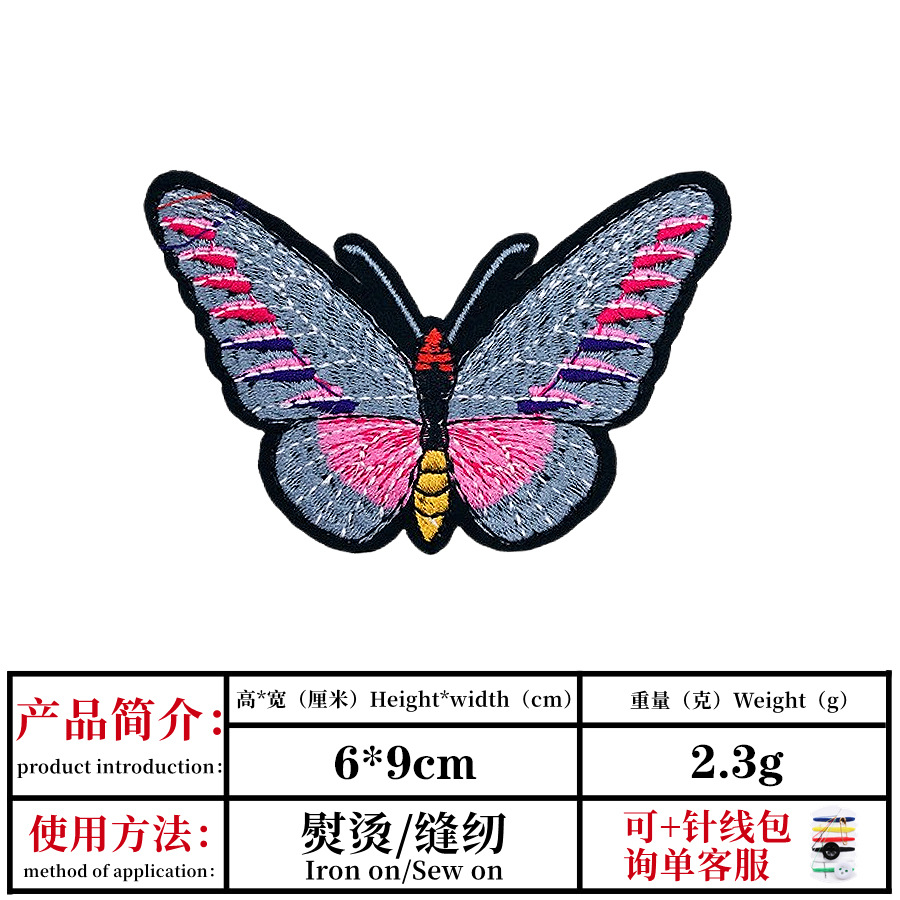 产品简介：
product introduction:
高*宽（厘米）Height*width（cm）
重量（克）Weight（g）
6*9cm
2.3g
使用方法：
method of application:
熨烫/缝纫
Iron on/Sew on
可+针线包
询单客服